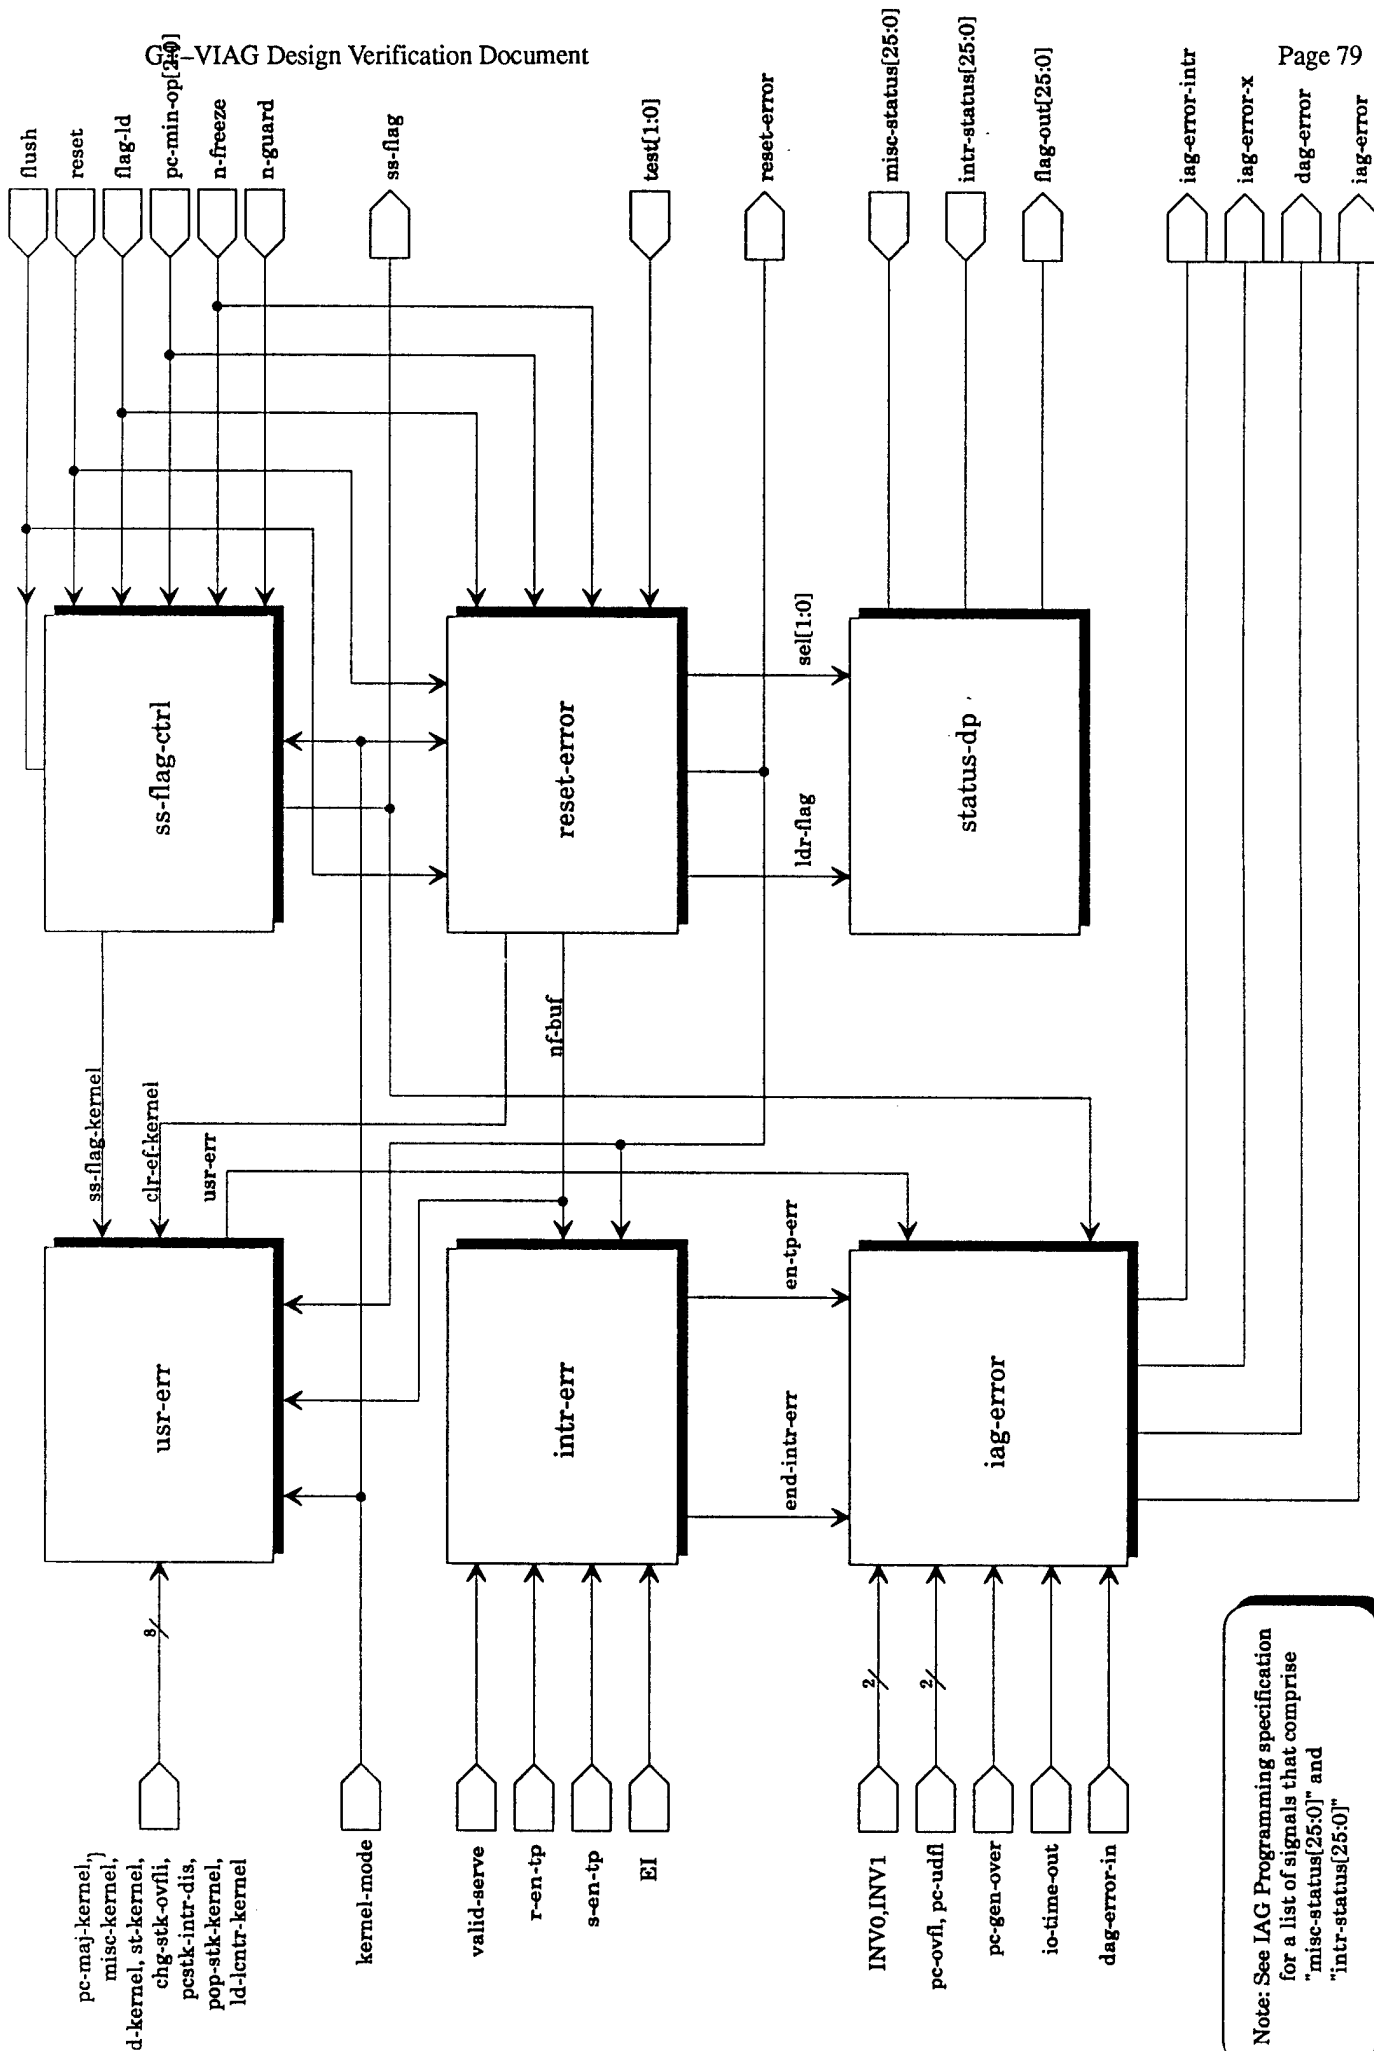 G4–VIAG Design Verification Document
Page 79
flush
reset
flag-ld
pc-min-op[2:0]
n-freeze
n-guard
ss-flag
test[1:0]
reset-error
misc-status[25:0]
intr-status[25:0]
flag-out[25:0]
iag-error-intr
iag-error-x
dag-error
iag-error
ss-flag-ctrl
reset-error
status-dp
sel[1:0]
ldr-flag
ss-flag-kernel
clr-ef-kernel
usr-err
nf-buf
usr-err
intr-err
iag-error
en-tp-err
end-intr-err
8
2
2
pc-maj-kernel,
misc-kernel,
d-kernel, st-kernel,
chg-stk-ovfli,
pcstk-intr-dis,
pop-stk-kernel,
ld-lcntr-kernel
kernel-mode
valid-serve
r-en-tp
s-en-tp
EI
INV0,INV1
pc-ovfl, pc-udfl
pc-gen-over
io-time-out
dag-error-in
Note: See IAG Programming specification
for a list of signals that comprise
"misc-status[25:0]" and
"intr-status[25:0]"